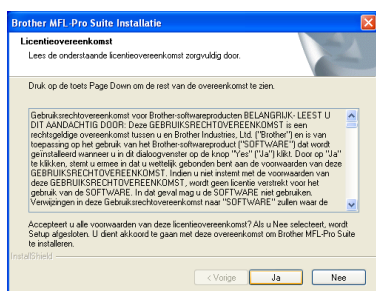 Brother MFL-Pro Suite Installatie
Licentieovereenkomst
Lees de onderstaande licentieovereenkomst zorgvuldig door.
Druk op de toets Page Down om de rest van de overeenkomst te zien.
Gebruiksrechtovereenkomst voor Brother-softwareproducten BELANGRIJK- LEEST U
DIT AANDACHTIG DOOR: Deze GEBRUIKSRECHTOVEREENKOMST is een
rechtsgeldige overeenkomst tussen u en Brother Industries, Ltd. ("Brother") en is van
toepassing op het gebruik van het Brother-softwareproduct ("SOFTWARE") dat wordt
geïnstalleerd wanneer u in dit dialoogvenster op de knop "Yes" ("Ja") klikt. Door op "Ja"
te klikken, stemt u ermee in dat u wettelijk gebonden bent aan de voorwaarden van deze
GEBRUIKSRECHTOVEREENKOMST. Indien u niet instemt met de voorwaarden van
deze GEBRUIKSRECHTOVEREENKOMST, wordt geen licentie verstrekt voor het
gebruik van de SOFTWARE. In dat geval mag u de SOFTWARE niet gebruiken.
Verwijzingen in deze Gebruiksrechtovereenkomst naar "SOFTWARE" zullen waar de
Accepteert u alle voorwaarden van deze licentieovereenkomst? Als u Nee selecteert, wordt
Setup afgesloten. U dient akkoord te gaan met deze overeenkomst om Brother MFL-Pro Suite
te installeren.
InstallShield
< Vorige
Ja
Nee